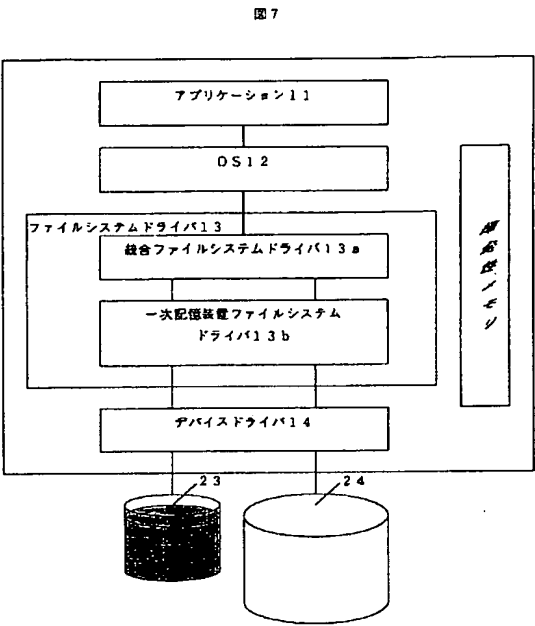 図7
アプリケーション11
OS12
ファイルシステムドライバ13
統合ファイルシステムドライバ13a
一次記憶装置ファイルシステム
ドライバ13b
デバイスドライバ14
メモリ
23
24